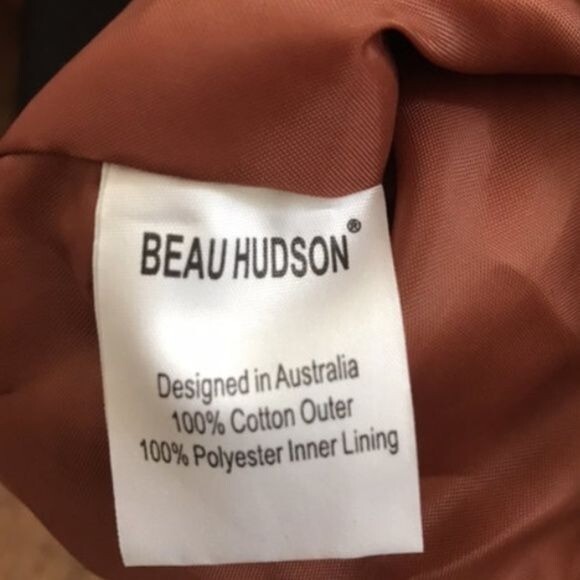 BEAU HUDSON®
Designed in Australia
100% Cotton Outer
100% Polyester Inner Lining